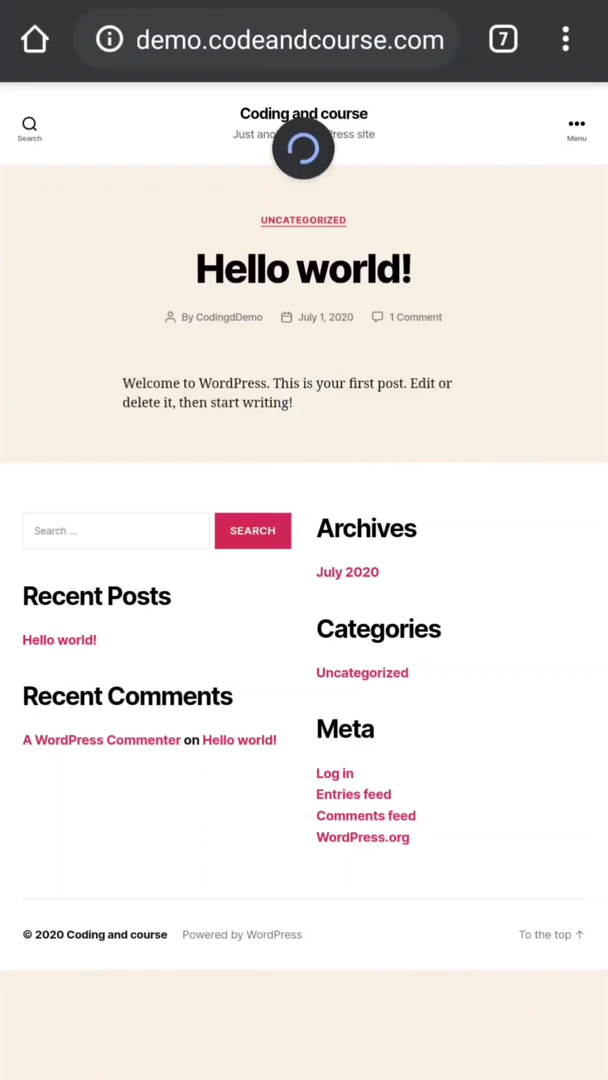 demo.codeandcourse.com
7
Search
Coding and course
Just ress site
Menu
UNCATEGORIZED
Hello world!
By CodingdDemo July 1, 2020 1 Comment
Welcome to WordPress. This is your first post. Edit or
delete it, then start writing!
Search ...
SEARCH
Recent Posts
Hello world!
Recent Comments
A WordPress Commenter on Hello world!
Archives
July 2020
Categories
Uncategorized
Meta
Log in
Entries feed
Comments feed
WordPress.org
© 2020 Coding and course Powered by WordPress To the top ↑